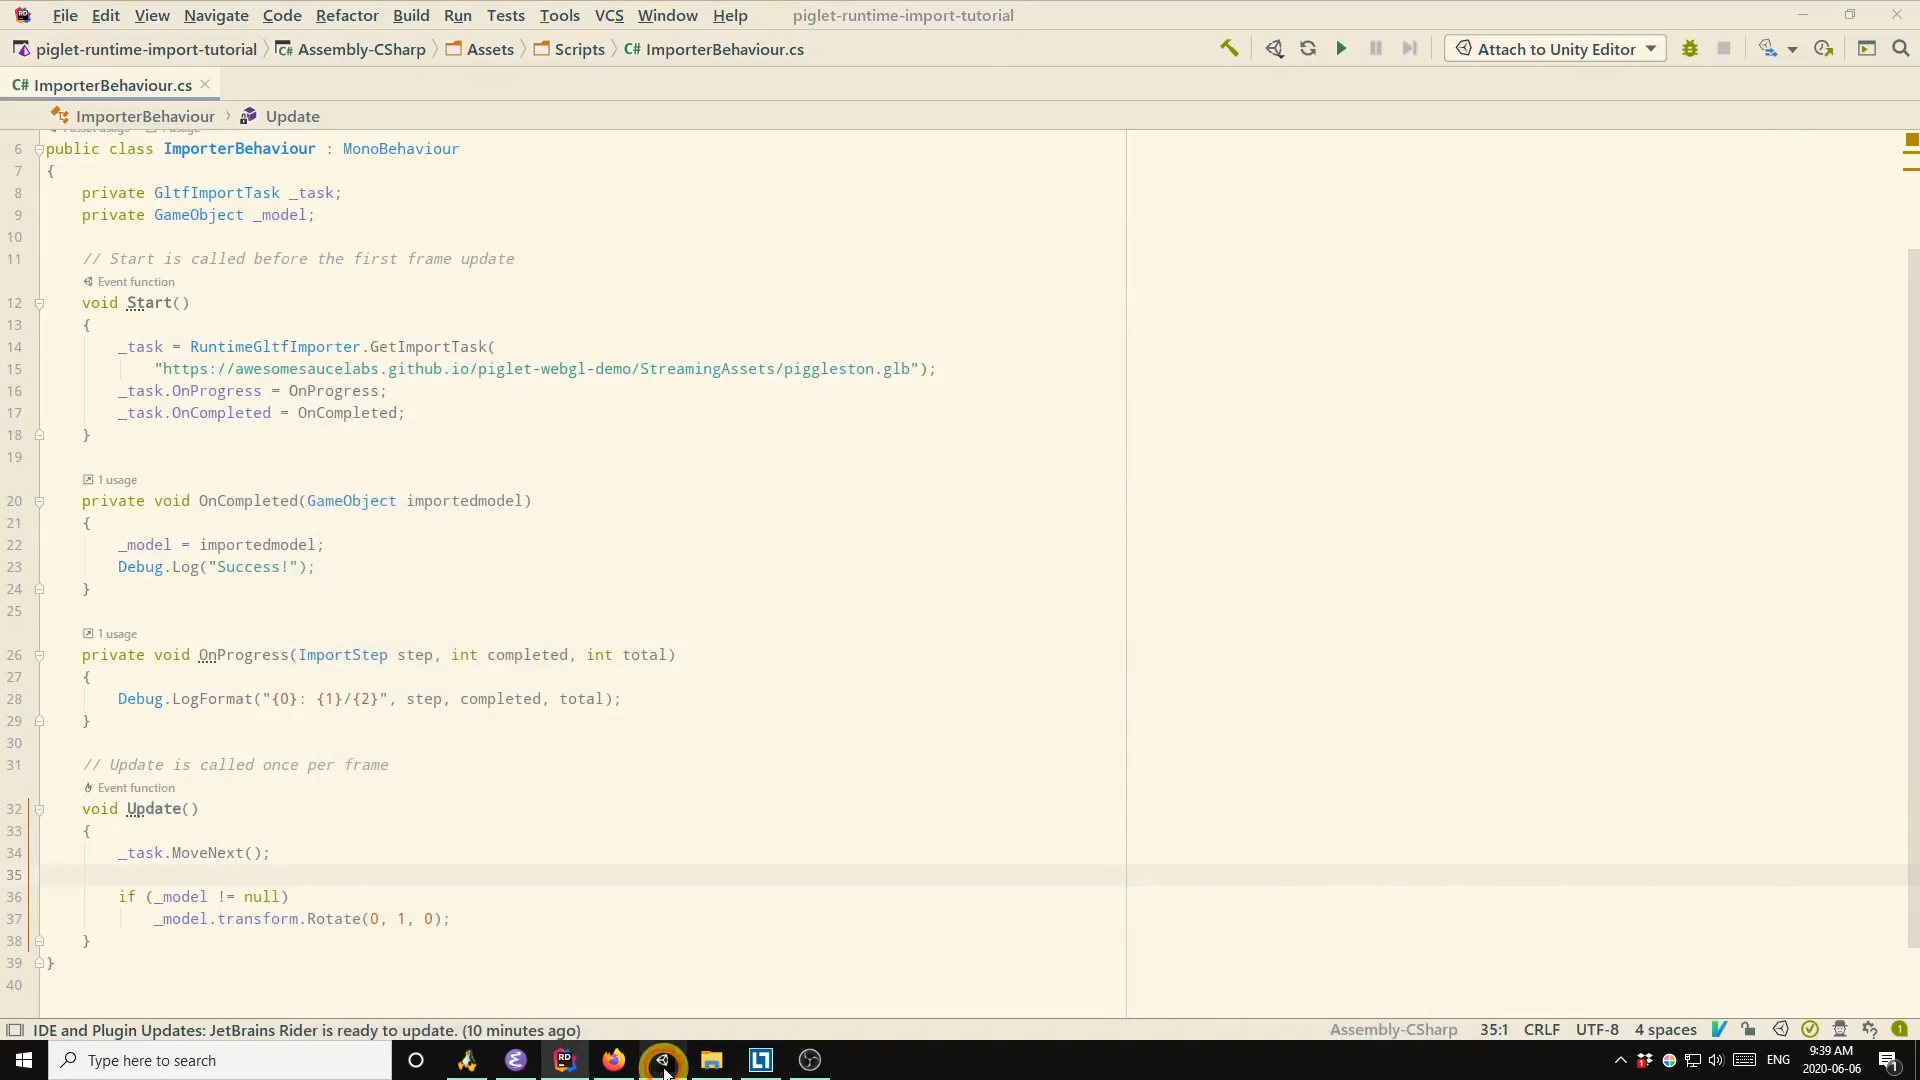 File Edit View Navigate Code Refactor Build Run Tests Tools VCS Window Help piglet-runtime-import-tutorial
piglet-runtime-import-tutorial Assembly-CSharp Assets Scripts C# ImporterBehaviour.cs Attach to Unity Editor
C# ImporterBehaviour.cs
ImporterBehaviour Update
6 public class ImporterBehaviour : MonoBehaviour
7 {
8 private GltfImportTask _task;
9 private GameObject _model;
10
11 // Start is called before the first frame update
Event function
12 void Start()
13 {
14 _task = RuntimeGltfImporter.GetImportTask(
15 "https://awesomesaucelabs.github.io/piglet-webgl-demo/StreamingAssets/piggleston.glb");
16 _task.OnProgress = OnProgress;
17 _task.OnCompleted = OnCompleted;
18 }
19
1 usage
20 private void OnCompleted(GameObject importedmodel)
21 {
22 _model = importedmodel;
23 Debug.Log("Success!");
24 }
25
1 usage
26 private void OnProgress(ImportStep step, int completed, int total)
27 {
28 Debug.LogFormat("{0}: {1}/{2}", step, completed, total);
29 }
30
31 // Update is called once per frame
Event function
32 void Update()
33 {
34 _task.MoveNext();
35
36 if (_model != null)
37 _model.transform.Rotate(0, 1, 0);
38 }
39 }
40
IDE and Plugin Updates: JetBrains Rider is ready to update. (10 minutes ago) Assembly-CSharp 35:1 CRLF UTF-8 4 spaces
Type here to search ENG 9:39 AM
2020-06-06